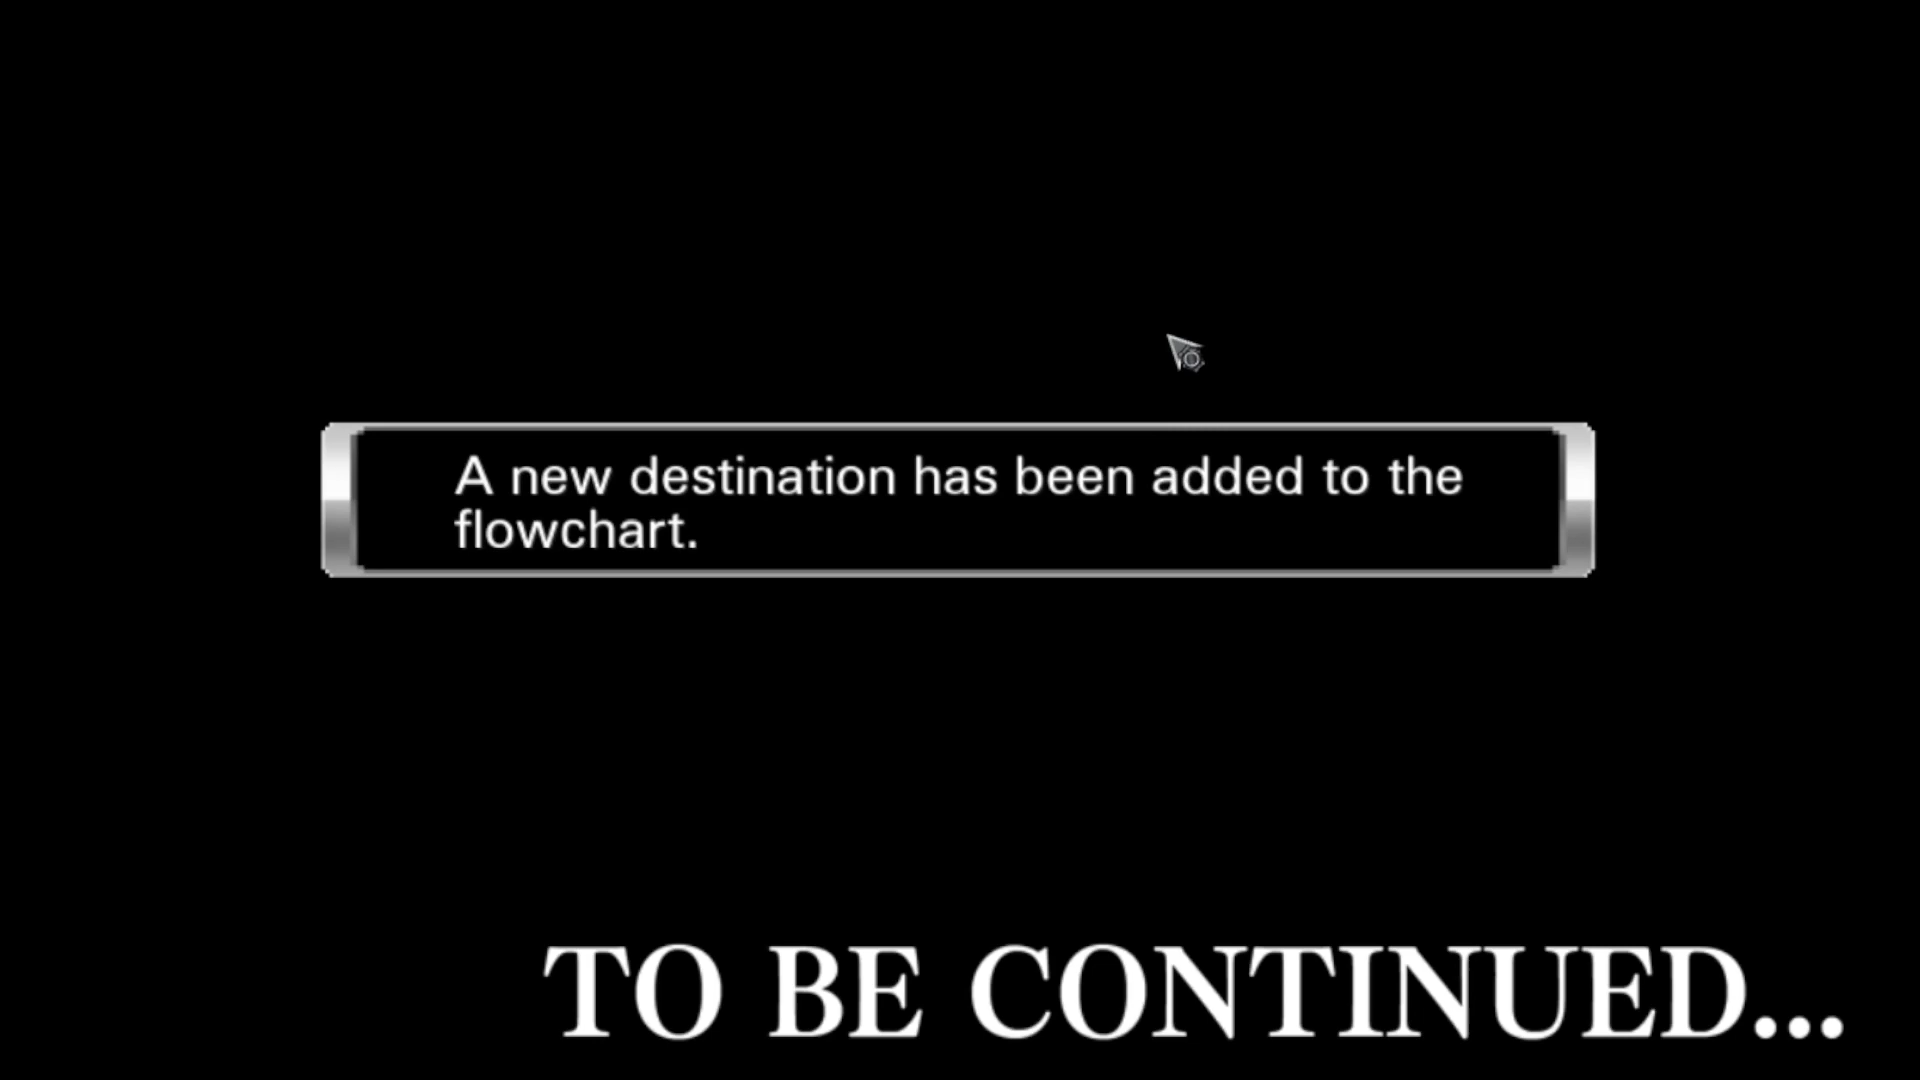 A new destination has been added to the
flowchart.
TO BE CONTINUED...